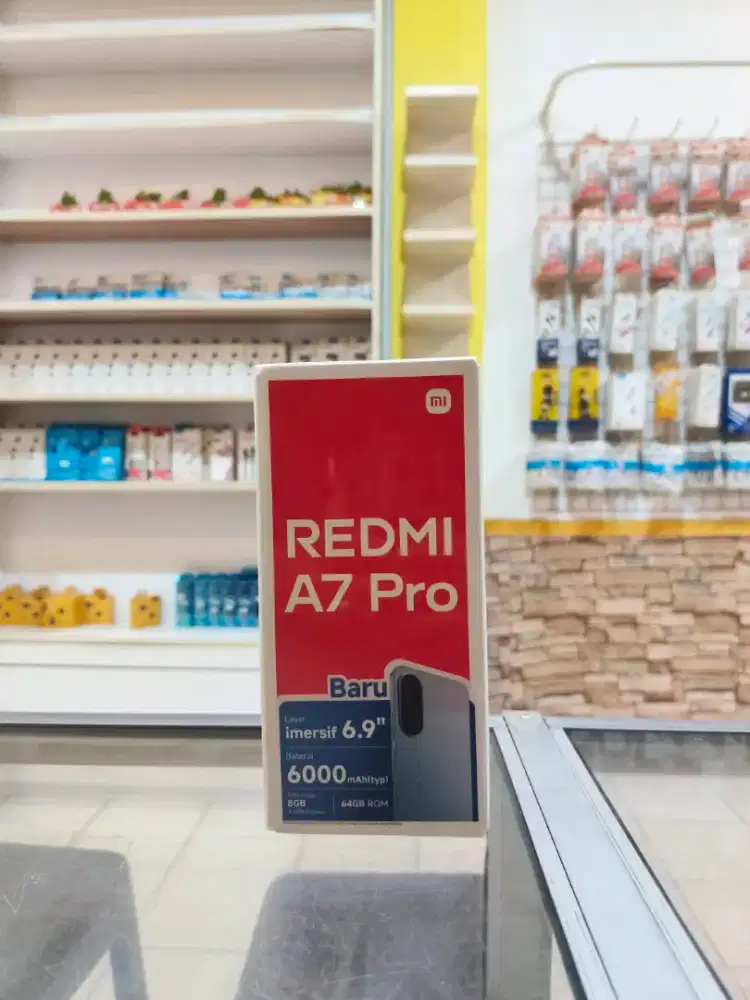 mi
REDMI
A7 Pro
Baru
Layar
imersif 6.9"
Baterai
6000mAh(typ)
8GB
64GB ROM